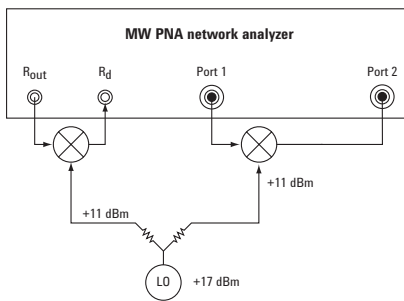 MW PNA network analyzer
Rout
Rd
Port 1
Port 2
+11 dBm
+11 dBm
LO
+17 dBm